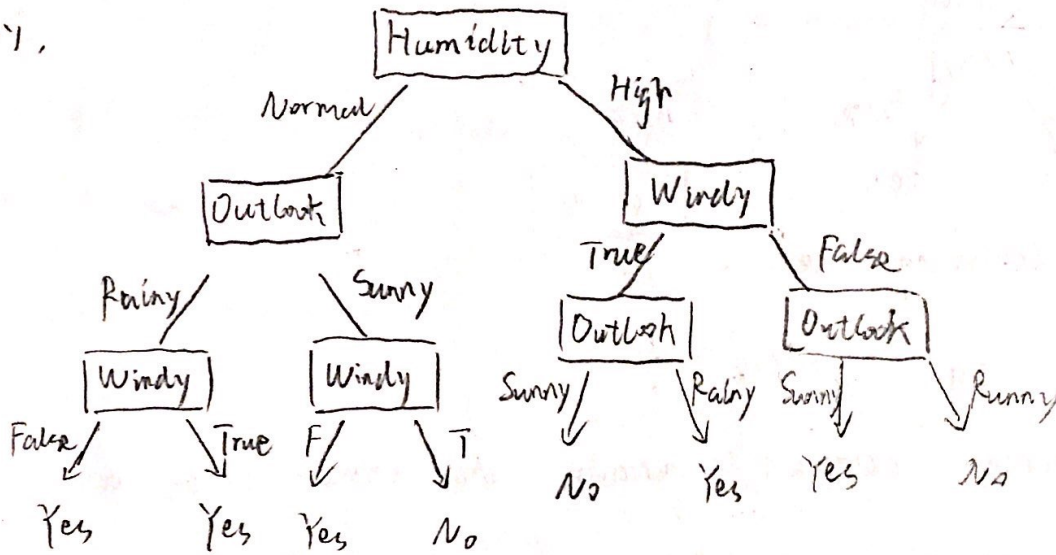 Y,
Humidity
Normal High
Outlook Windy
Rainy Sunny True False
Windy Windy Outlook Outlook
False True F T Sunny Rainy Sunny Runny
Yes Yes Yes No No Yes Yes No